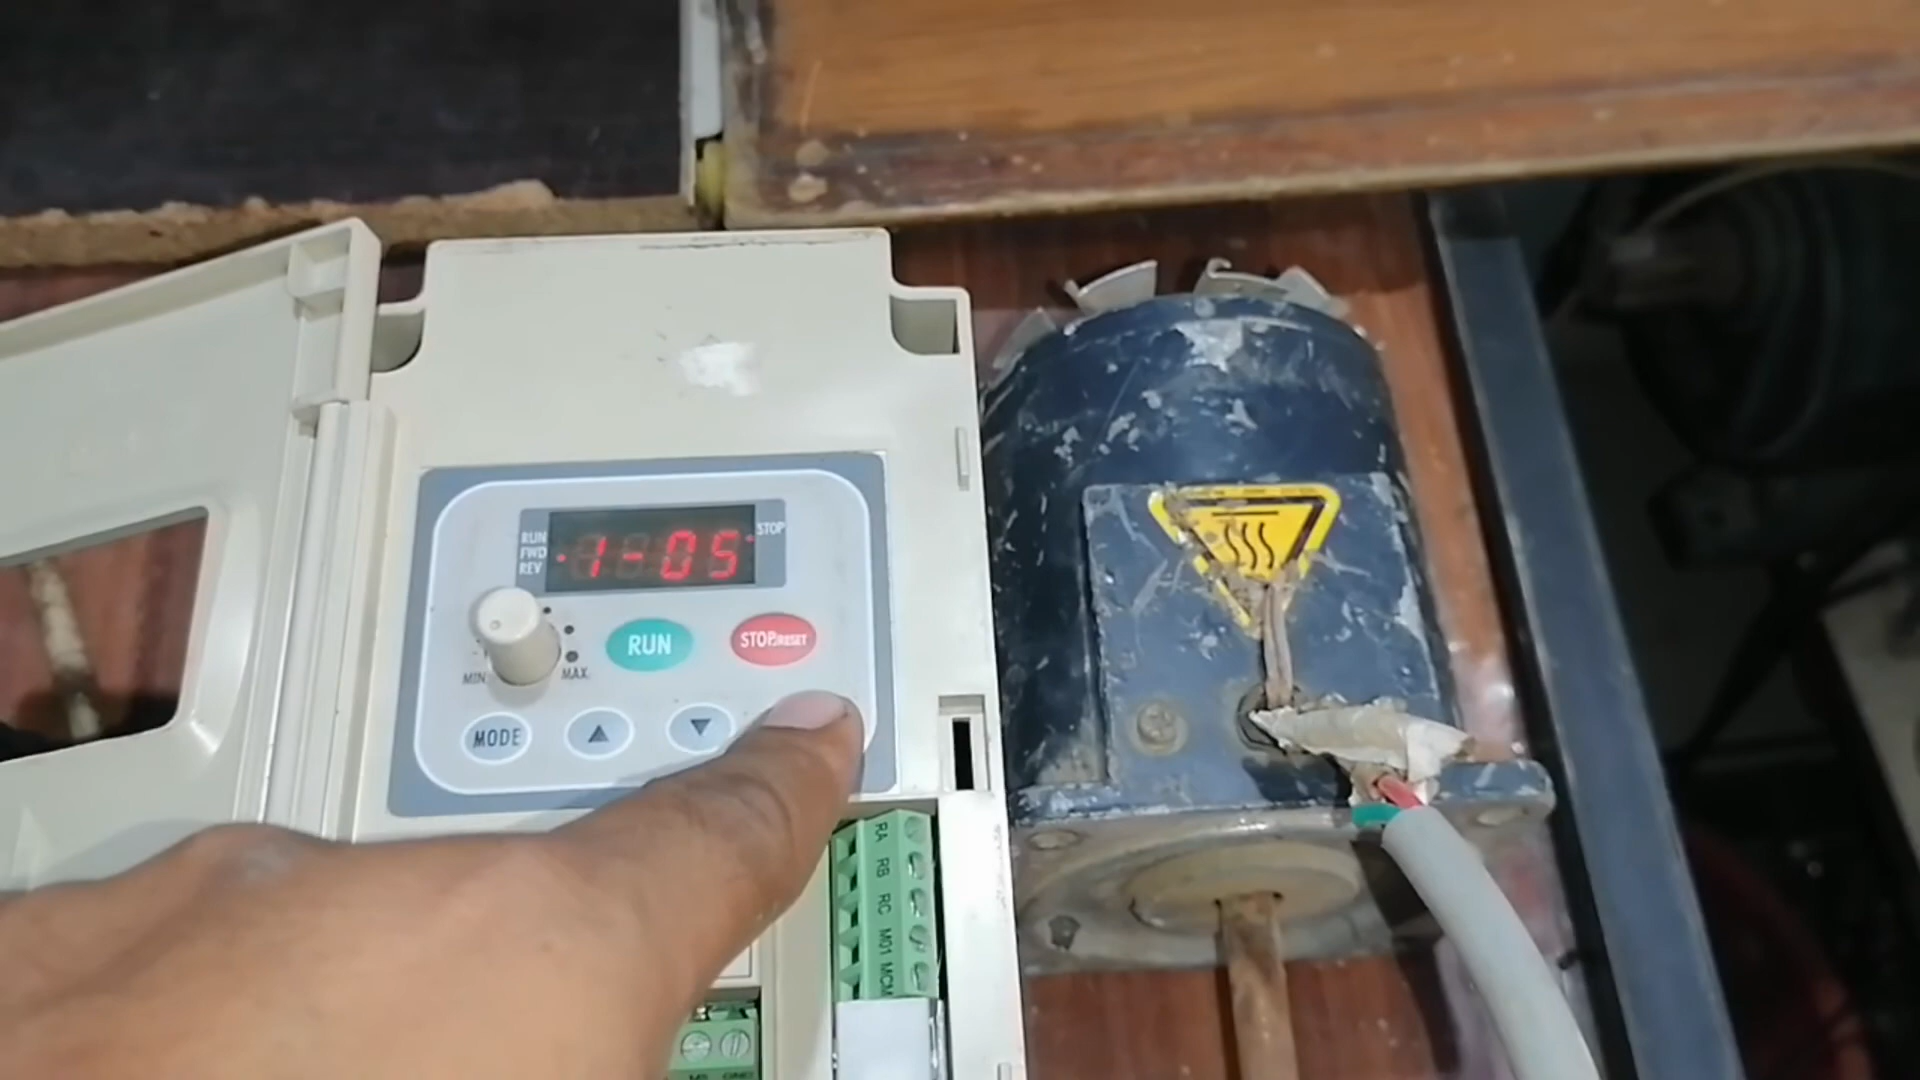 RUN
FWD
REV
1-05
STOP
MIN
MAX
RUN
STOP/RESET
MODE
RA
RB
RC
MO1
MCM